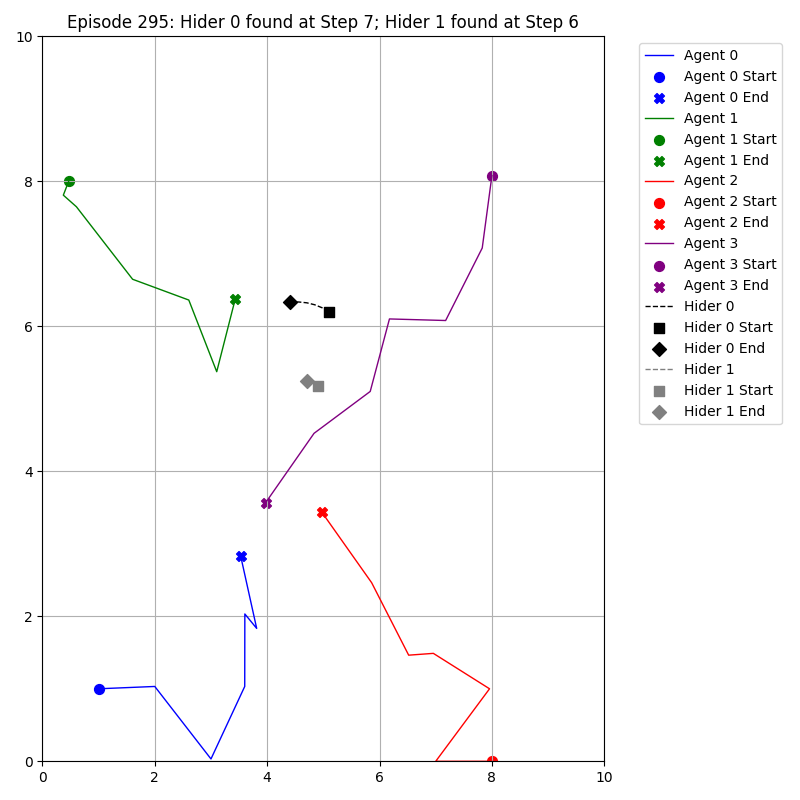 Episode 295: Hider 0 found at Step 7; Hider 1 found at Step 6
10
8
6
4
2
0
0 2 4 6 8 10
Agent 0
Agent 0 Start
Agent 0 End
Agent 1
Agent 1 Start
Agent 1 End
Agent 2
Agent 2 Start
Agent 2 End
Agent 3
Agent 3 Start
Agent 3 End
Hider 0
Hider 0 Start
Hider 0 End
Hider 1
Hider 1 Start
Hider 1 End